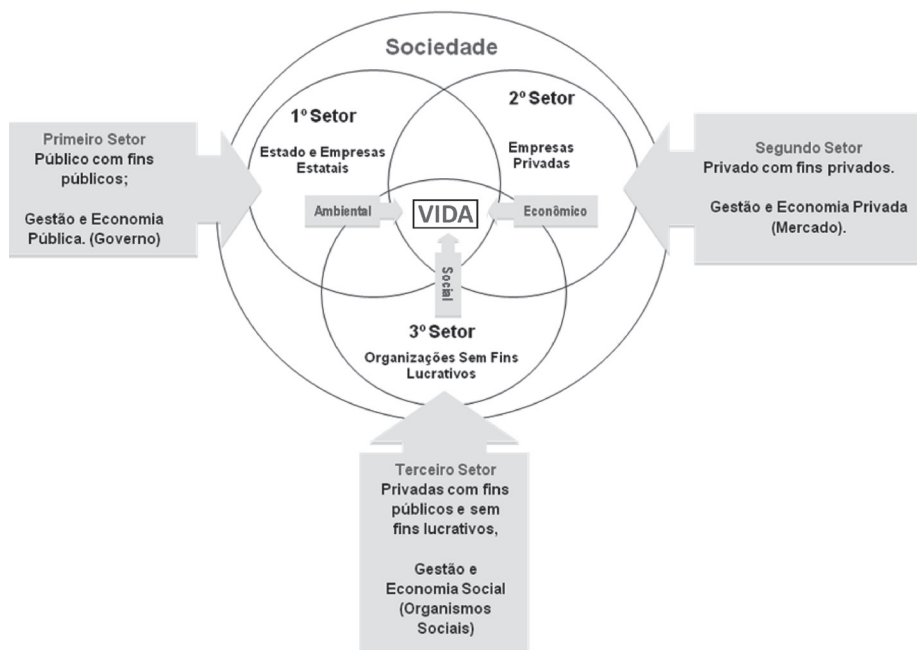 Sociedade
1º Setor
Estado e Empresas
Estatais
2º Setor
Empresas
Privadas
Primeiro Setor
Público com fins
públicos;
Gestão e Economia
Pública. (Governo)
Segundo Setor
Privado com fins privados.
Gestão e Economia Privada
(Mercado).
Ambiental
VIDA
Econômico
Social
3º Setor
Organizações Sem Fins
Lucrativos
Terceiro Setor
Privadas com fins
públicos e sem
fins lucrativos,
Gestão e
Economia Social
(Organismos
Sociais)